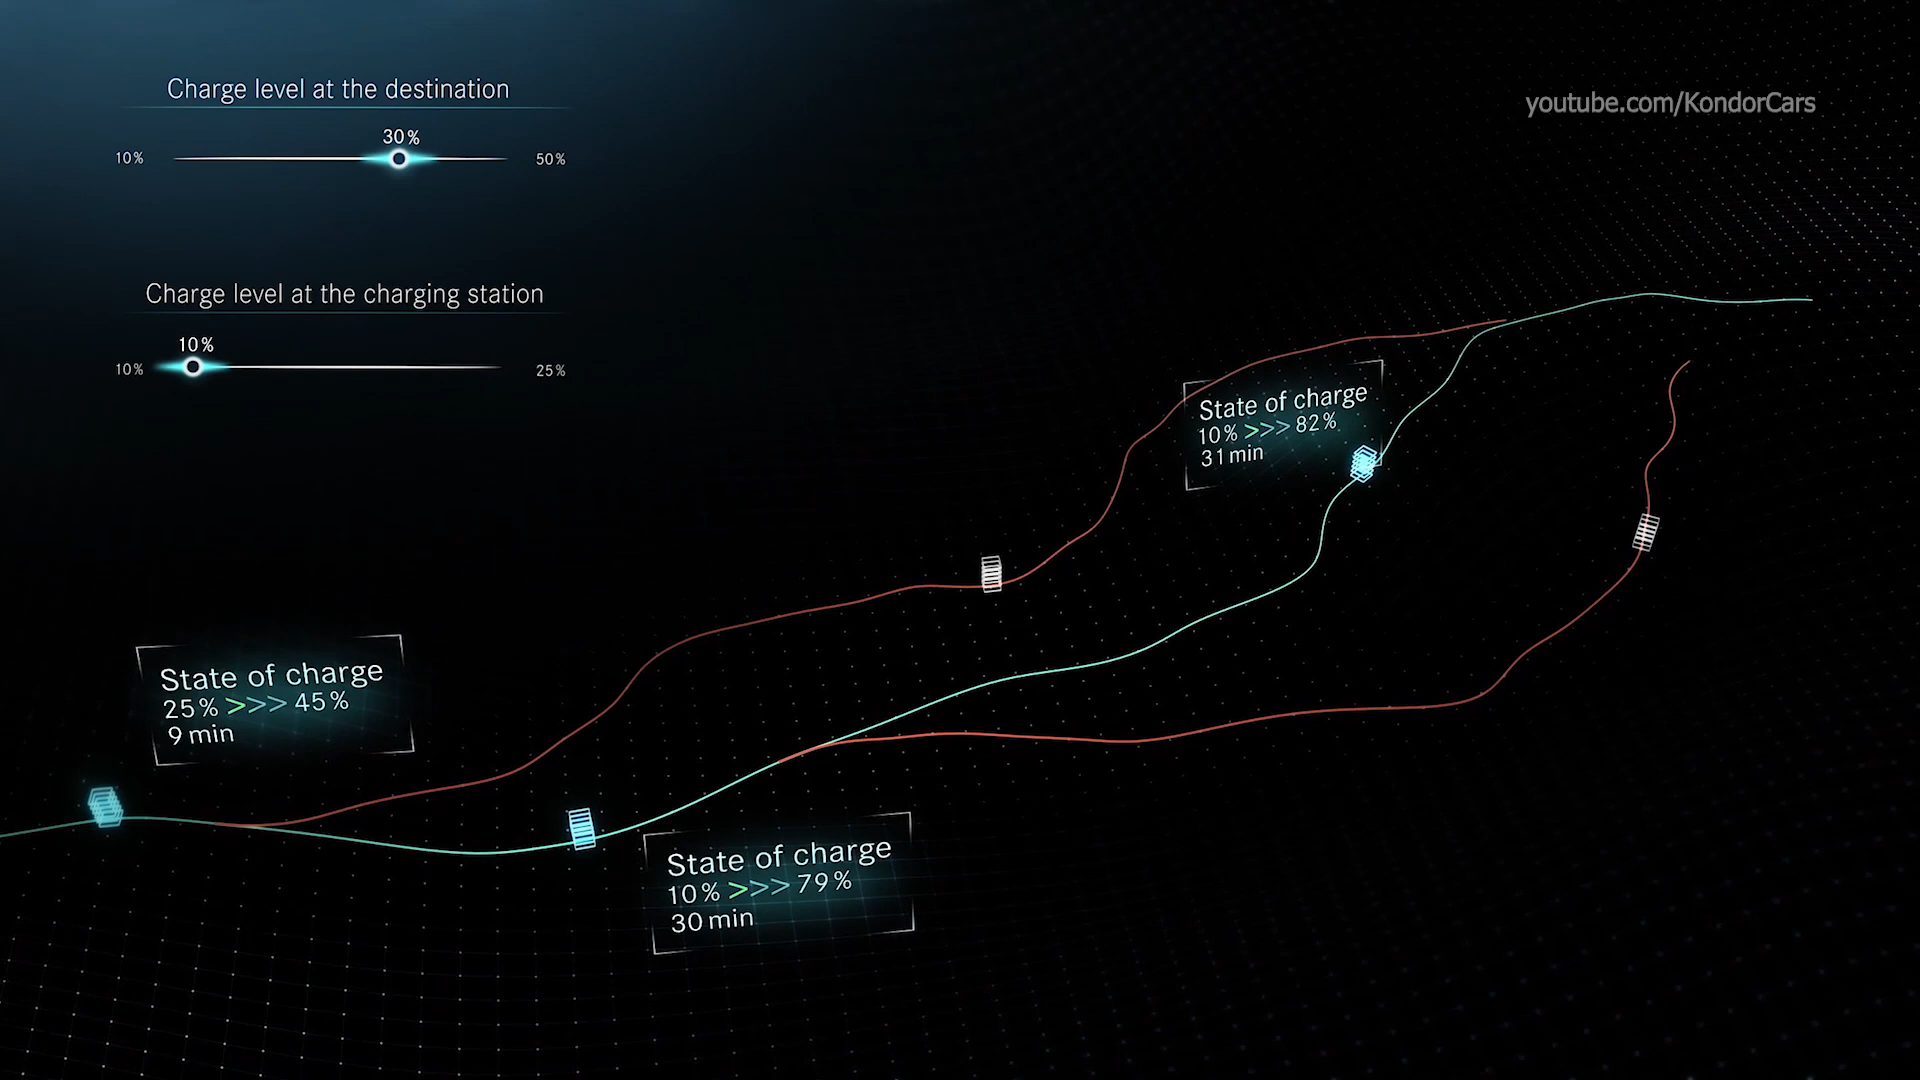 Charge level at the destination
30%
10%
50%
youtube.com/KondorCars
Charge level at the charging station
10%
10%
25%
State of charge
10% >>> 82%
31 min
State of charge
25% >>> 45%
9 min
State of charge
10% >>> 79%
30 min